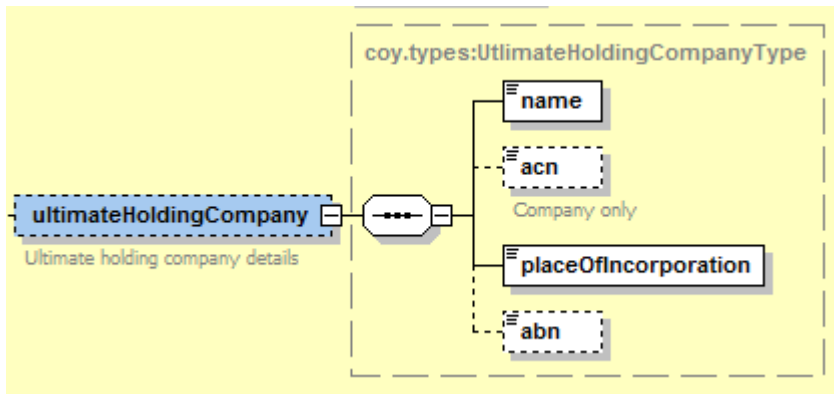 coy.types:UtlimateHoldingCompanyType
name
acn
Company only
ultimateHoldingCompany
Ultimate holding company details
placeOfIncorporation
abn